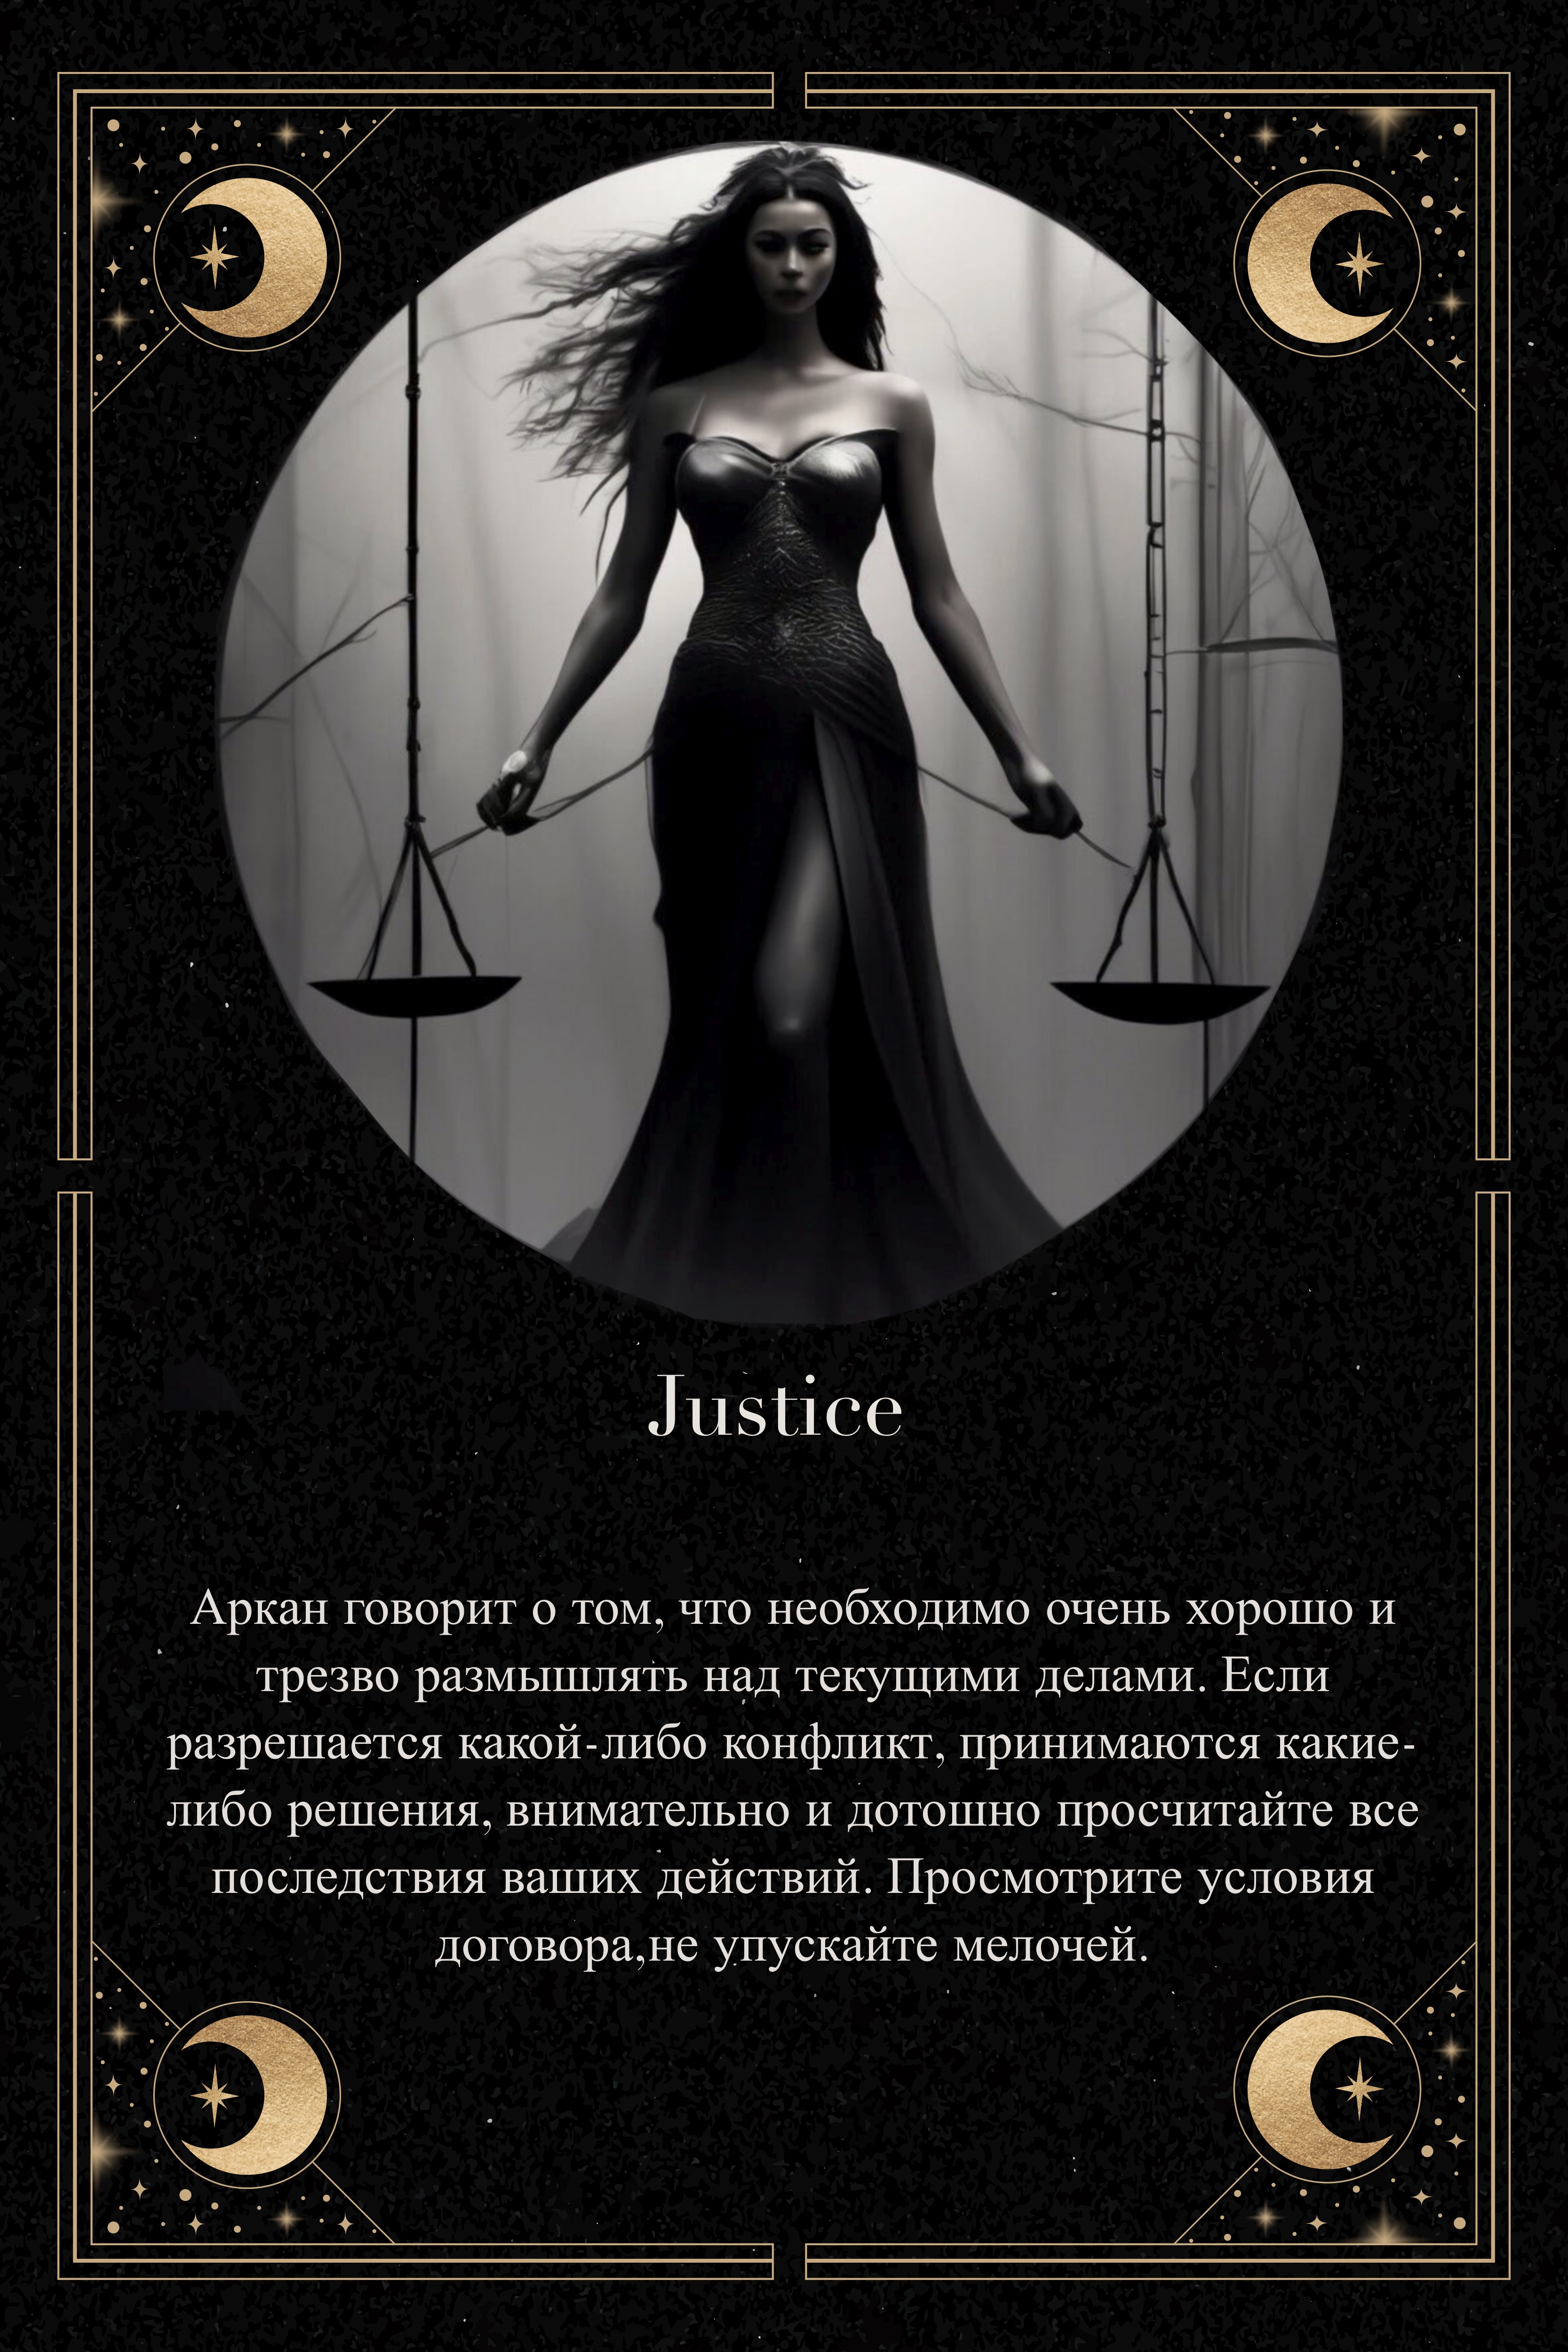 Justice
Аркан говорит о том, что необходимо очень хорошо и
трезво размышлять над текущими делами. Если
разрешается какой-либо конфликт, принимаются какие-
либо решения, внимательно и дотошно просчитайте все
последствия ваших действий. Просмотрите условия
договора,не упускайте мелочей.